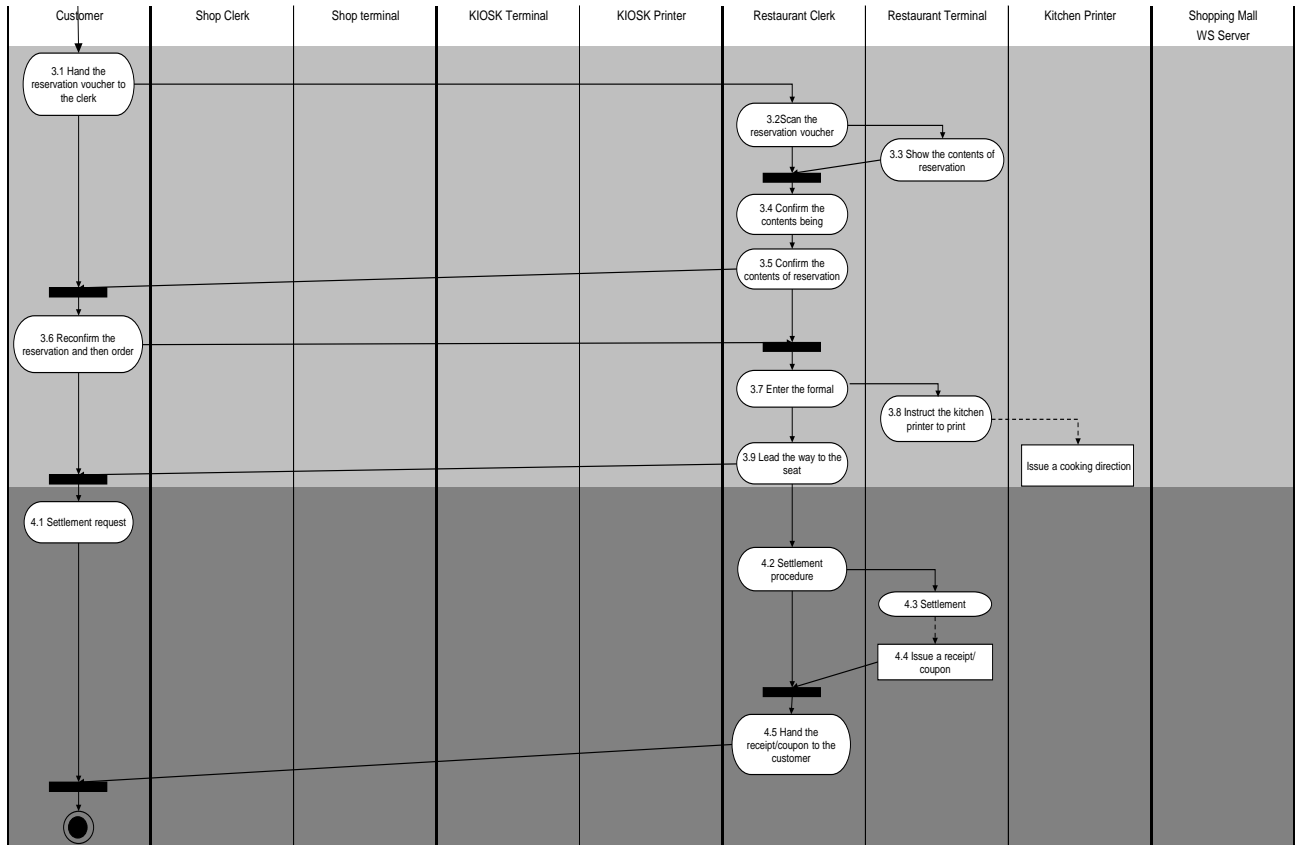 Customer
Shop Clerk
Shop terminal
KIOSK Terminal
KIOSK Printer
Restaurant Clerk
Restaurant Terminal
Kitchen Printer
Shopping Mall
WS Server
3.1 Hand the
reservation voucher to
the clerk
3.2Scan the
reservation voucher
3.3 Show the contents of
reservation
3.4 Confirm the
contents being
3.5 Confirm the
contents of reservation
3.6 Reconfirm the
reservation and then order
3.7 Enter the formal
3.8 Instruct the kitchen
printer to print
3.9 Lead the way to the
seat
Issue a cooking direction
4.1 Settlement request
4.2 Settlement
procedure
4.3 Settlement
4.4 Issue a receipt/
coupon
4.5 Hand the
receipt/coupon to the
customer